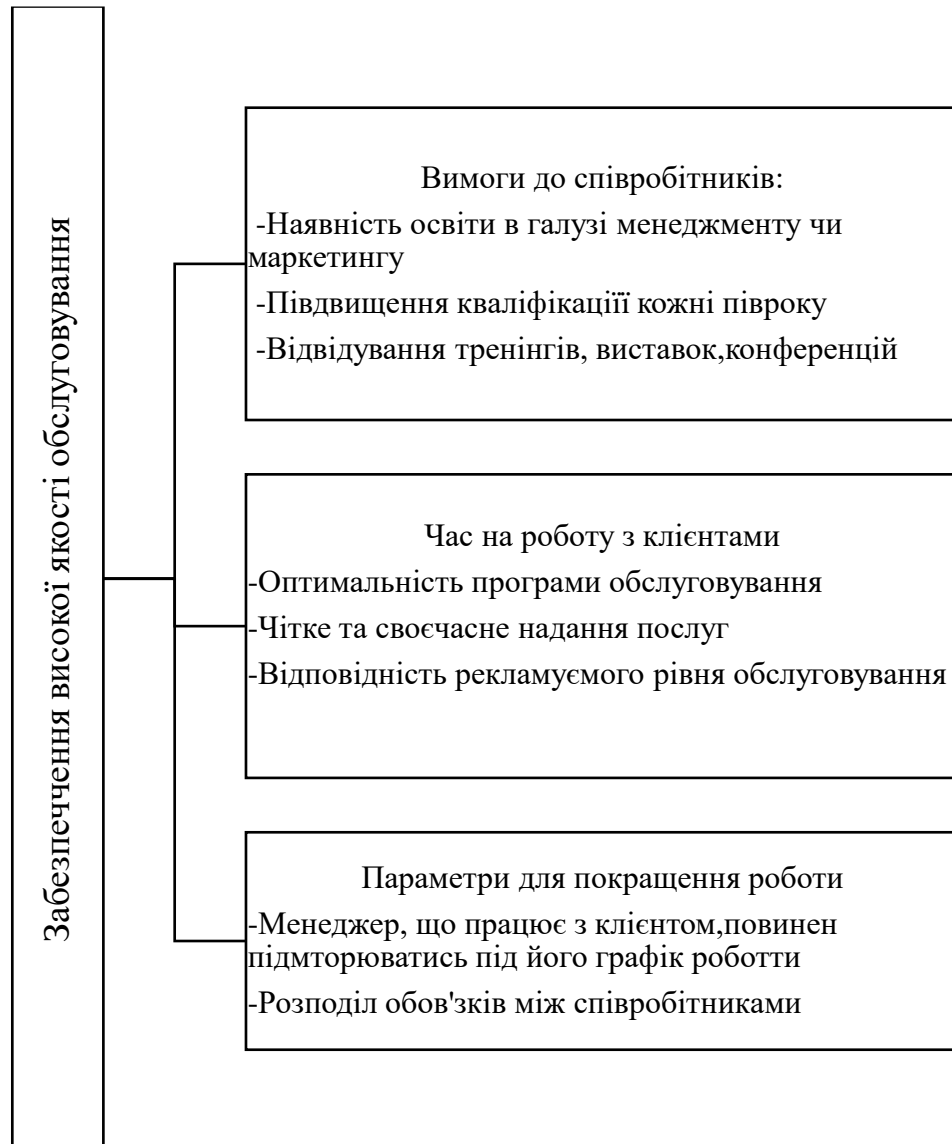 Забезпечення високої якості обслуговування
Вимоги до співробітників:
-Наявність освіти в галузі менеджменту чи
маркетингу
-Півдвищення кваліфікаціїї кожні півроку
-Відвідування тренінгів, виставок,конференцій
Час на роботу з клієнтами
-Оптимальність програми обслуговування
-Чітке та своєчасне надання послуг
-Відповідність рекламуємого рівня обслуговування
Параметри для покращення роботи
-Менеджер, що працює з клієнтом,повинен
підмторюватись під його графік роботти
-Розподіл обов'зків між співробітниками